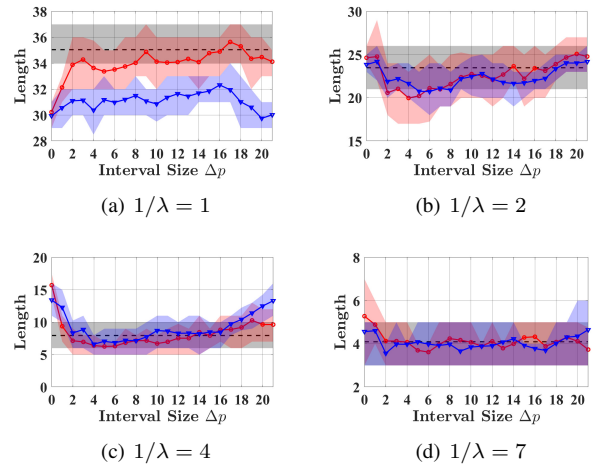 38
36
34
32
30
28
Length
0 2 4 6 8 10 12 14 16 18 20
Interval Size Δp
(a) 1/λ = 1
30
25
20
15
10
Length
0 2 4 6 8 10 12 14 16 18 20
Interval Size Δp
(b) 1/λ = 2
20
15
10
5
0
Length
0 2 4 6 8 10 12 14 16 18 20
Interval Size Δp
(c) 1/λ = 4
8
6
4
2
Length
0 2 4 6 8 10 12 14 16 18 20
Interval Size Δp
(d) 1/λ = 7